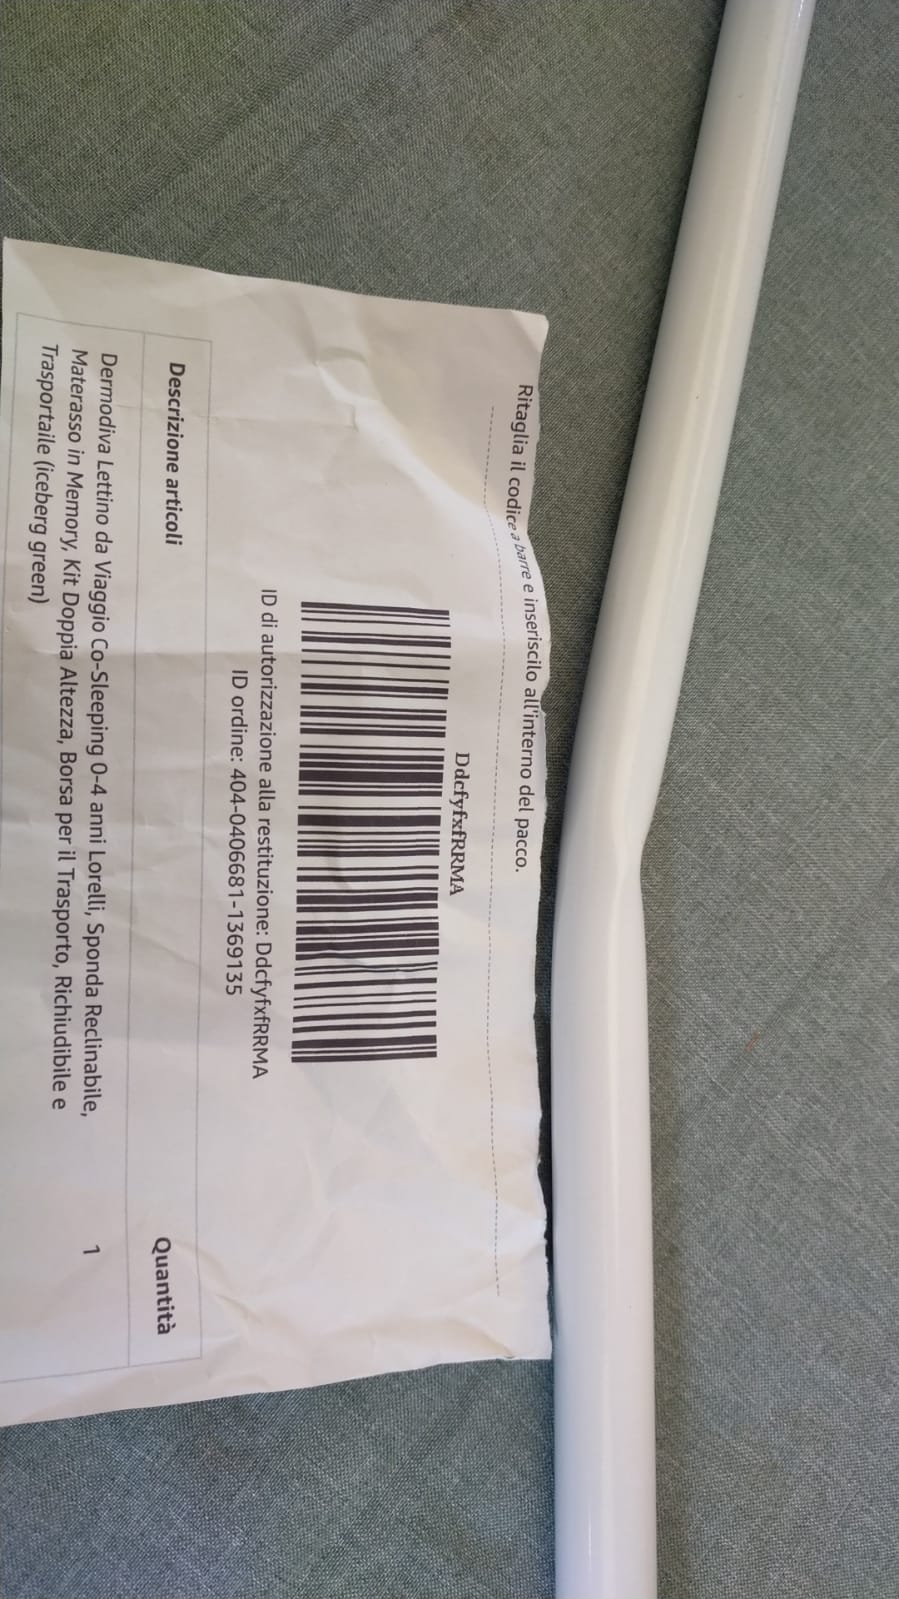 Ritaglia il codice a barre e inseriscilo all'interno del pacco.
DdcfyfxfRRMA
ID di autorizzazione alla restituzione: DdcfyfxfRRMA
ID ordine: 404-0406681-1369135
Descrizione articoli Quantità
Dermodiva Lettino da Viaggio Co-Sleeping 0-4 anni Lorelli, Sponda Reclinabile, 1
Materasso in Memory, Kit Doppia Altezza, Borsa per il Trasporto, Richiudibile e
Trasportaile (iceberg green)